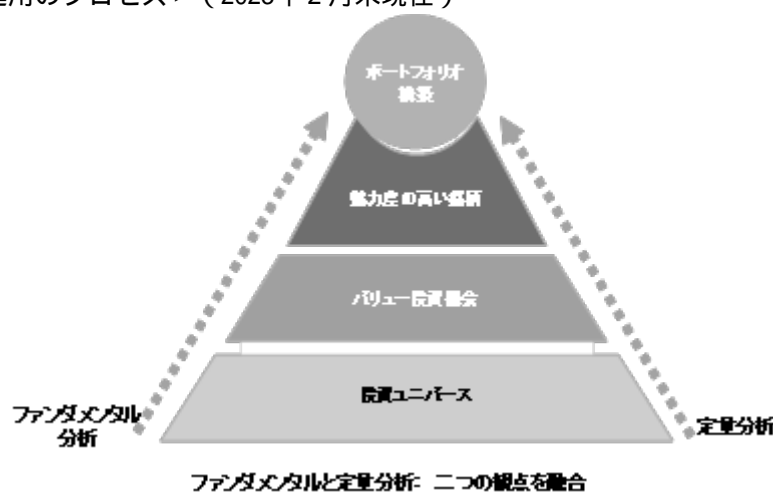 運用のプロセス＞（2023年2月末現在）
ポートフォリオ
構築
魅力度の高い銘柄
バリュー投資機会
投資ユニバース
ファンダメンタル
分析
定量分析
ファンダメンタルと定量分析: 二つの観点を融合